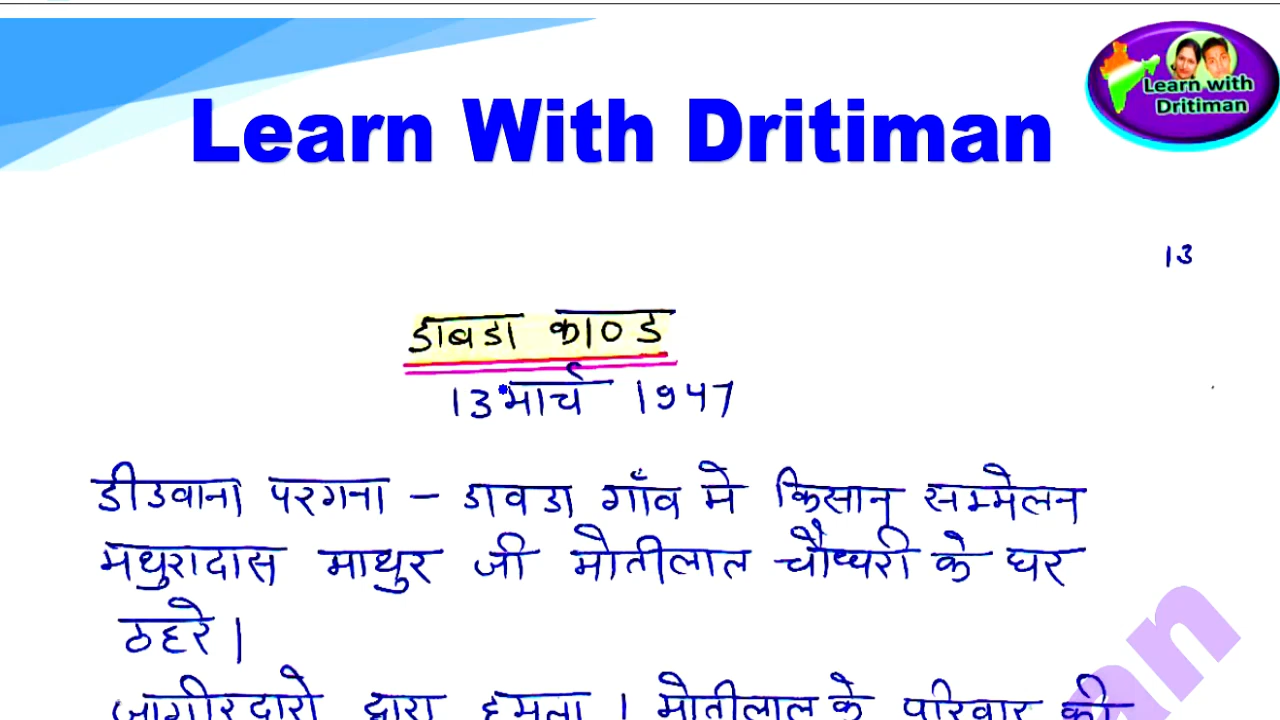 Learn With Dritiman
Learn with
Dritiman
13
डाबडा काण्ड
13 मार्च 1947
डीडवाना परगना - डाबडा गाँव मे किसान सम्मेलन
मथुरादास माथुर जी मोतीलाल चौधरी के घर
ठहरे।
जागीरदारो द्वारा हमला । मोतीलाल के परिवार की
an